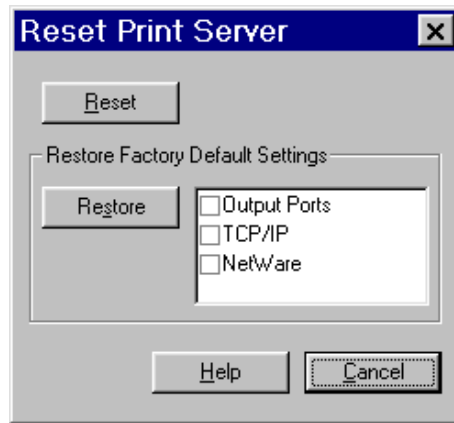 Reset Print Server
Reset
Restore Factory Default Settings
Restore
Output Ports
TCP/IP
NetWare
Help
Cancel